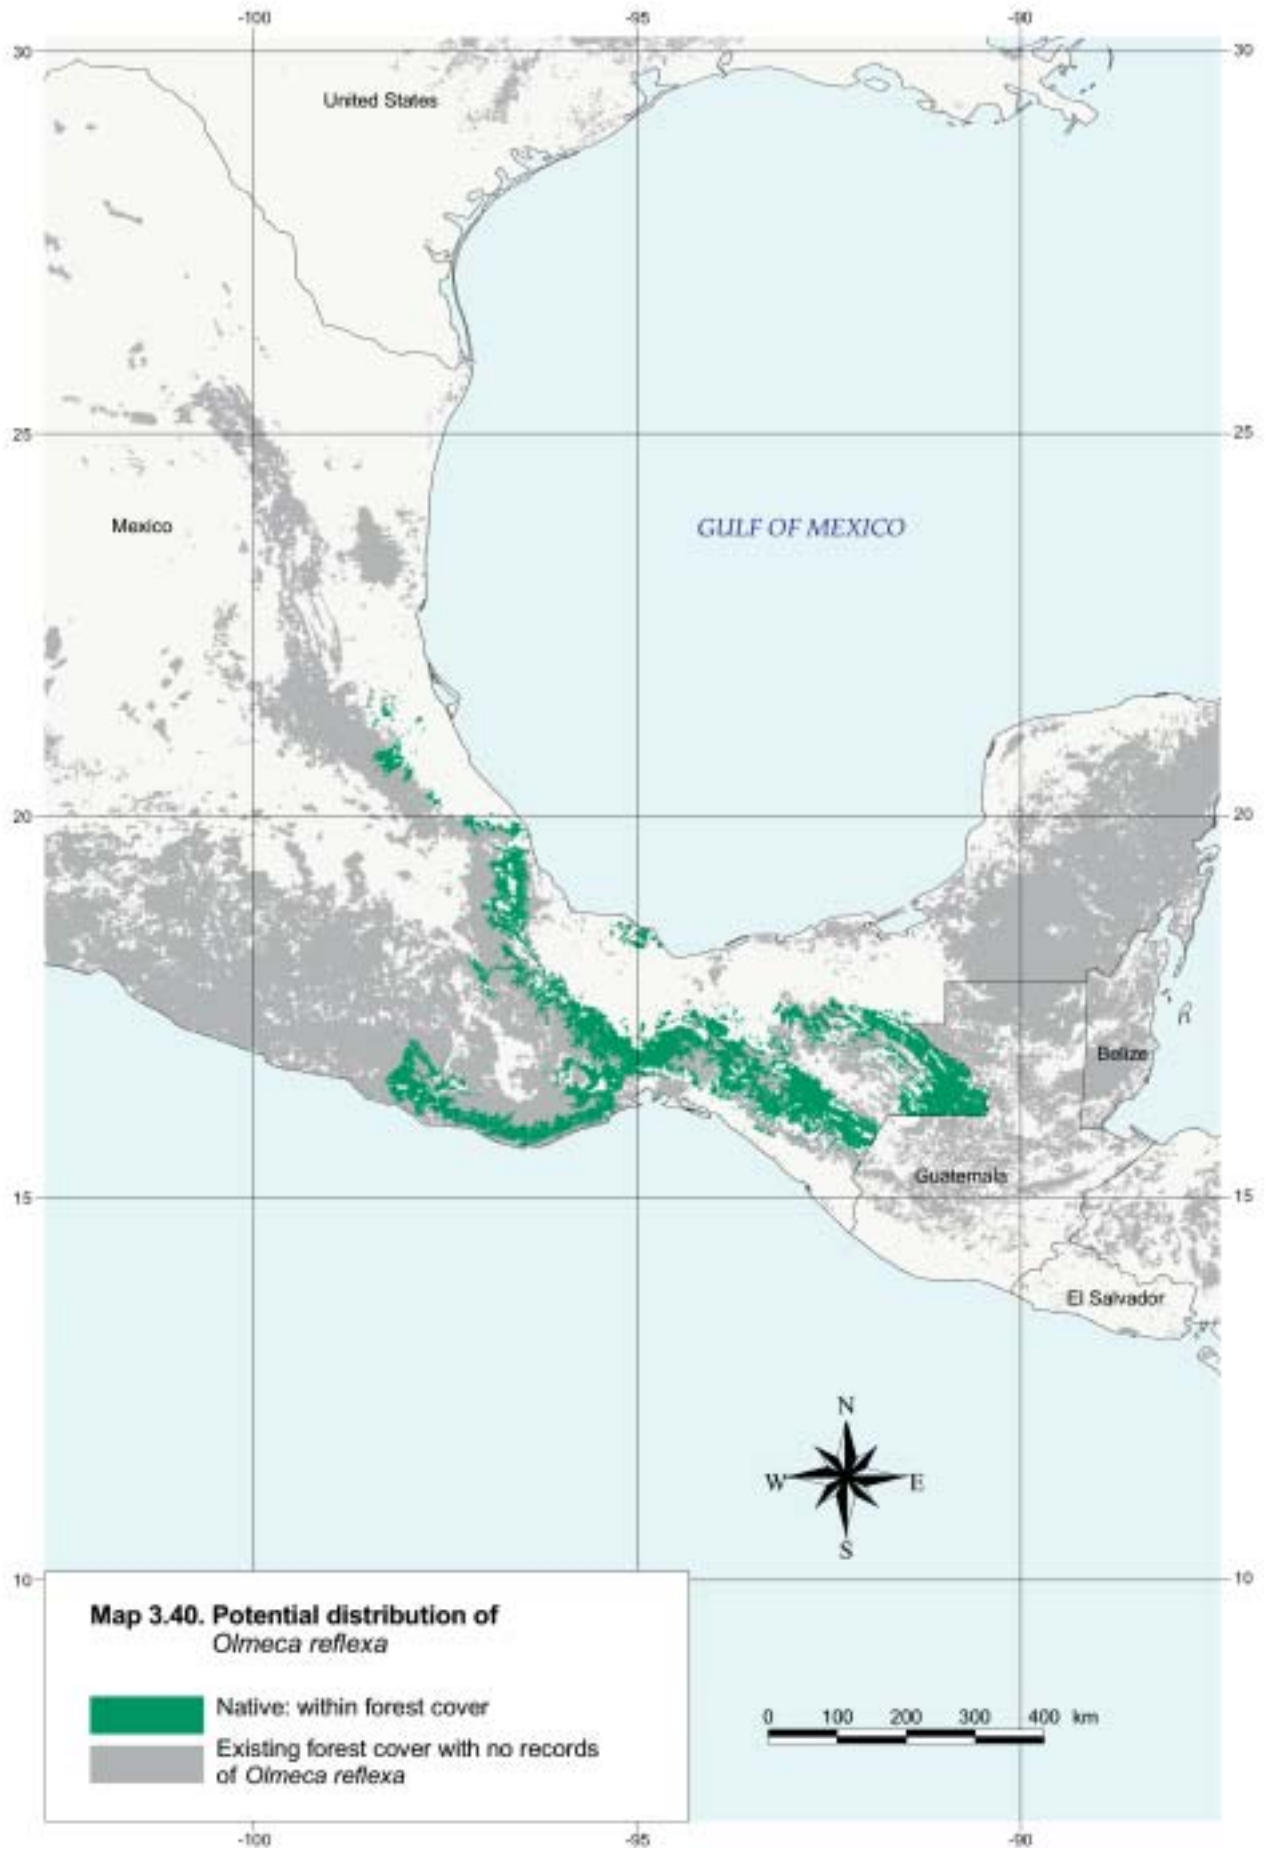 -100 -95 -90
30 30
United States
25 25
Mexico
GULF OF MEXICO
20 20
Belize
Guatemala
15 15
El Salvador
N
W E
S
10 10
Map 3.40. Potential distribution of
Olmeca reflexa
Native: within forest cover
Existing forest cover with no records
of Olmeca reflexa
0 100 200 300 400 km
-100 -95 -90